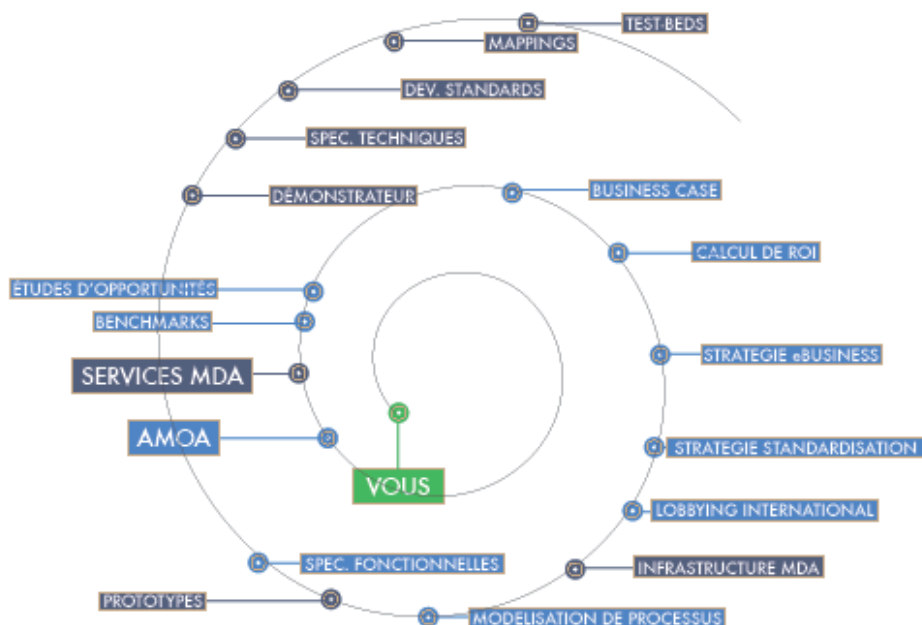 TEST-BEDS
MAPPINGS
DEV. STANDARDS
SPEC. TECHNIQUES
DÉMONSTRATEUR
BUSINESS CASE
CALCUL DE ROI
ÉTUDES D'OPPORTUNITÉS
BENCHMARKS
STRATEGIE eBUSINESS
SERVICES MDA
AMOA
STRATEGIE STANDARDISATION
VOUS
LOBBYING INTERNATIONAL
SPEC. FONCTIONNELLES
INFRASTRUCTURE MDA
PROTOTYPES
MODELISATION DE PROCESSUS